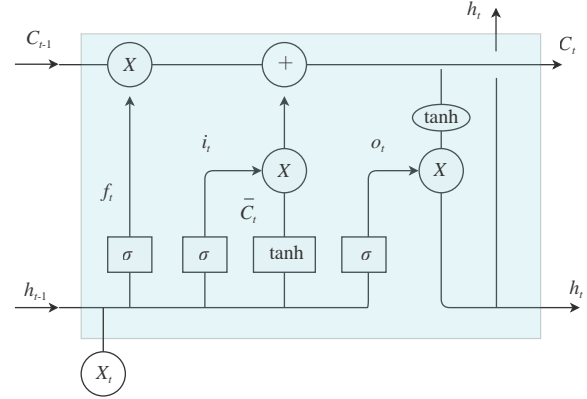 h_t
C_{t-1}
C_t
X
+
tanh
i_t
o_t
X
X
f_t
C̄_t
σ
σ
tanh
σ
h_{t-1}
h_t
X_t